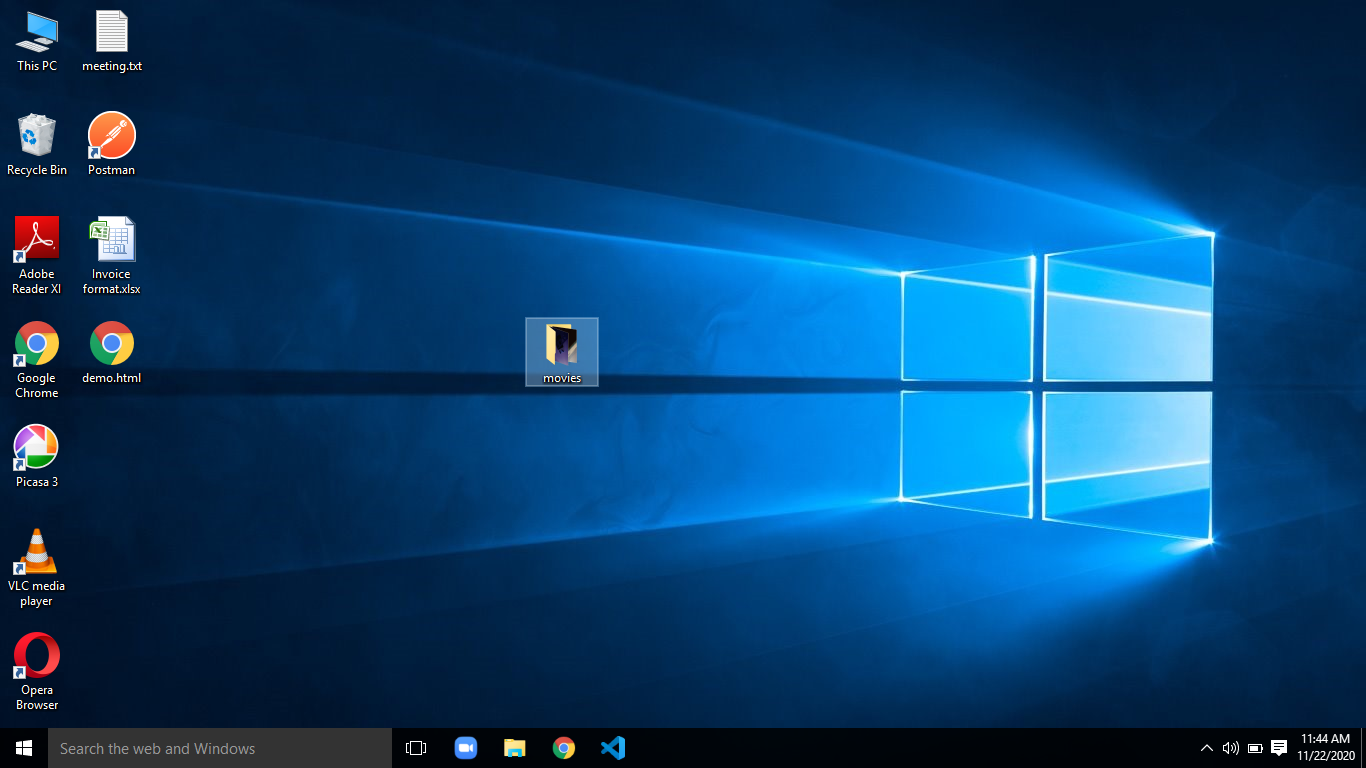 This PC
meeting.txt
Recycle Bin
Postman
Adobe
Reader XI
Invoice
format.xlsx
Google
Chrome
demo.html
movies
Picasa 3
VLC media
player
Opera
Browser
Search the web and Windows
11:44 AM
11/22/2020